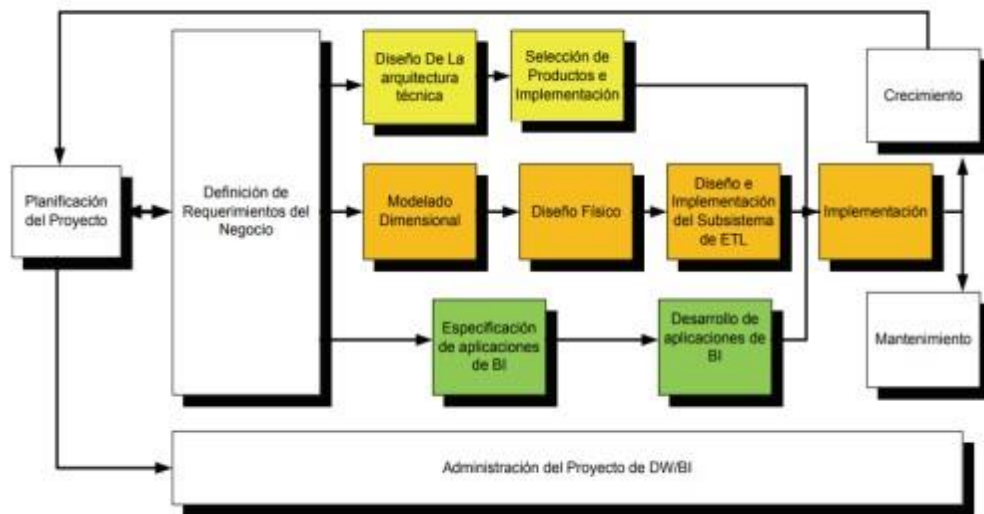 Diseño De La
arquitectura
técnica
Selección de
Productos e
Implementación
Crecimiento
Planificación
del Proyecto
Definición de
Requerimientos del
Negocio
Modelado
Dimensional
Diseño Físico
Diseño e
Implementación
del Subsistema
de ETL
Implementación
Especificación
de aplicaciones
de BI
Desarrollo de
aplicaciones de
BI
Mantenimiento
Administración del Proyecto de DW/BI